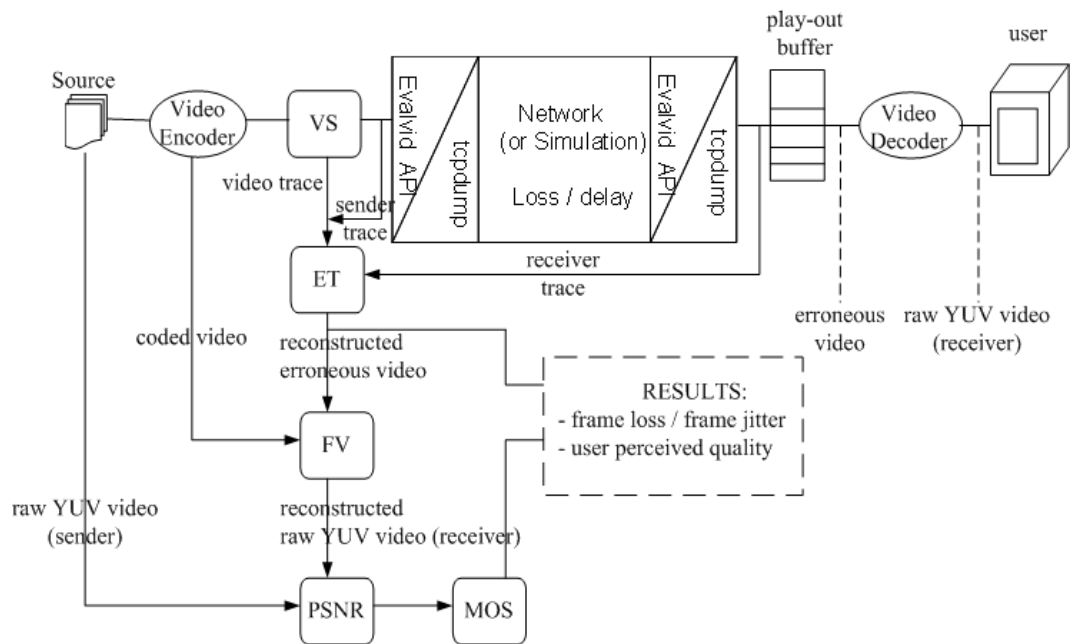 play-out
buffer
user
Source
Video
Encoder
VS
Evalvid API
tcpdump
Network
(or Simulation)
Loss / delay
Evalvid API
tcpdump
Video
Decoder
video trace
sender
trace
ET
receiver
trace
coded video
reconstructed
erroneous video
erroneous
video
raw YUV video
(receiver)
RESULTS:
- frame loss / frame jitter
- user perceived quality
FV
raw YUV video
(sender)
reconstructed
raw YUV video (receiver)
PSNR
MOS